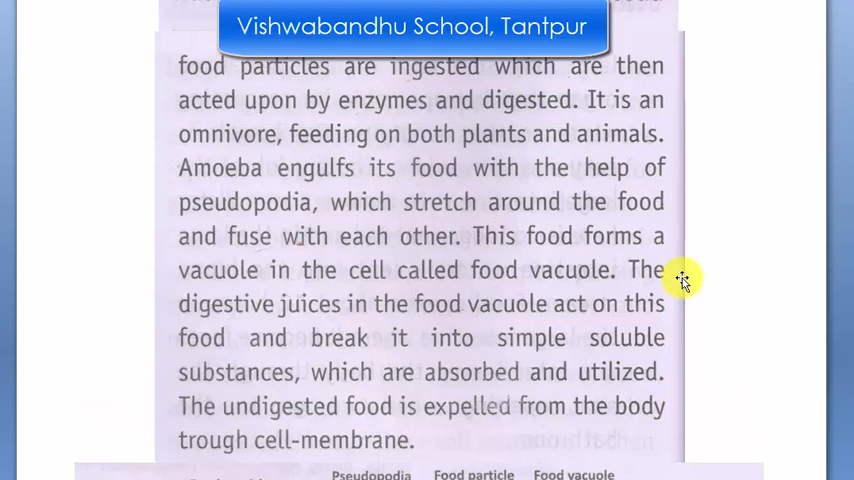 Vishwabandhu School, Tantpur
food particles are ingested which are then
acted upon by enzymes and digested. It is an
omnivore, feeding on both plants and animals.
Amoeba engulfs its food with the help of
pseudopodia, which stretch around the food
and fuse with each other. This food forms a
vacuole in the cell called food vacuole. The
digestive juices in the food vacuole act on this
food and break it into simple soluble
substances, which are absorbed and utilized.
The undigested food is expelled from the body
trough cell-membrane.
Pseudopodia Food particle Food vacuole